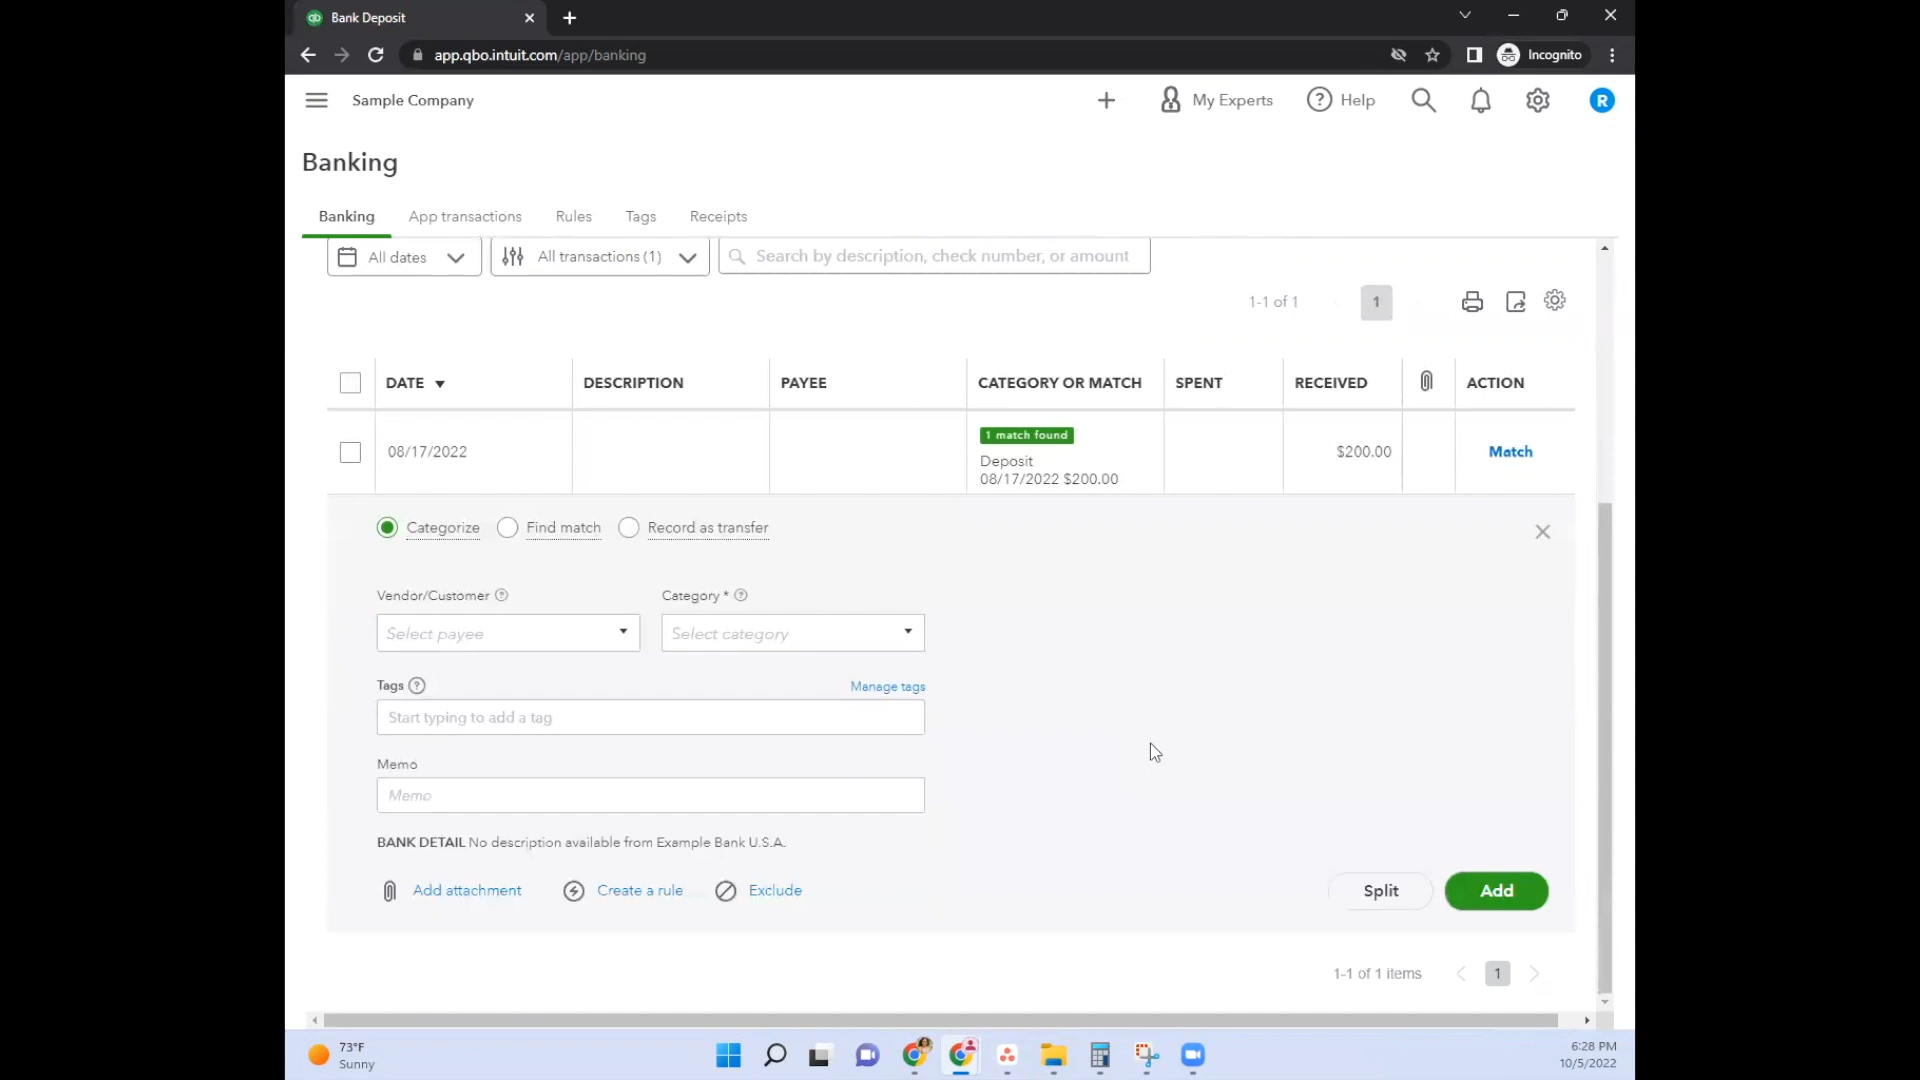 Bank Deposit
app.qbo.intuit.com/app/banking
Incognito
Sample Company
My Experts
Help
R
Banking
Banking
App transactions
Rules
Tags
Receipts
All dates
All transactions (1)
Search by description, check number, or amount
1-1 of 1
1
DATE
DESCRIPTION
PAYEE
CATEGORY OR MATCH
SPENT
RECEIVED
ACTION
08/17/2022
1 match found
Deposit
08/17/2022 $200.00
$200.00
Match
Categorize
Find match
Record as transfer
Vendor/Customer
Category *
Select payee
Select category
Tags
Manage tags
Start typing to add a tag
Memo
Memo
BANK DETAIL No description available from Example Bank U.S.A.
Add attachment
Create a rule
Exclude
Split
Add
1-1 of 1 items
1
73°F
Sunny
6:28 PM
10/5/2022